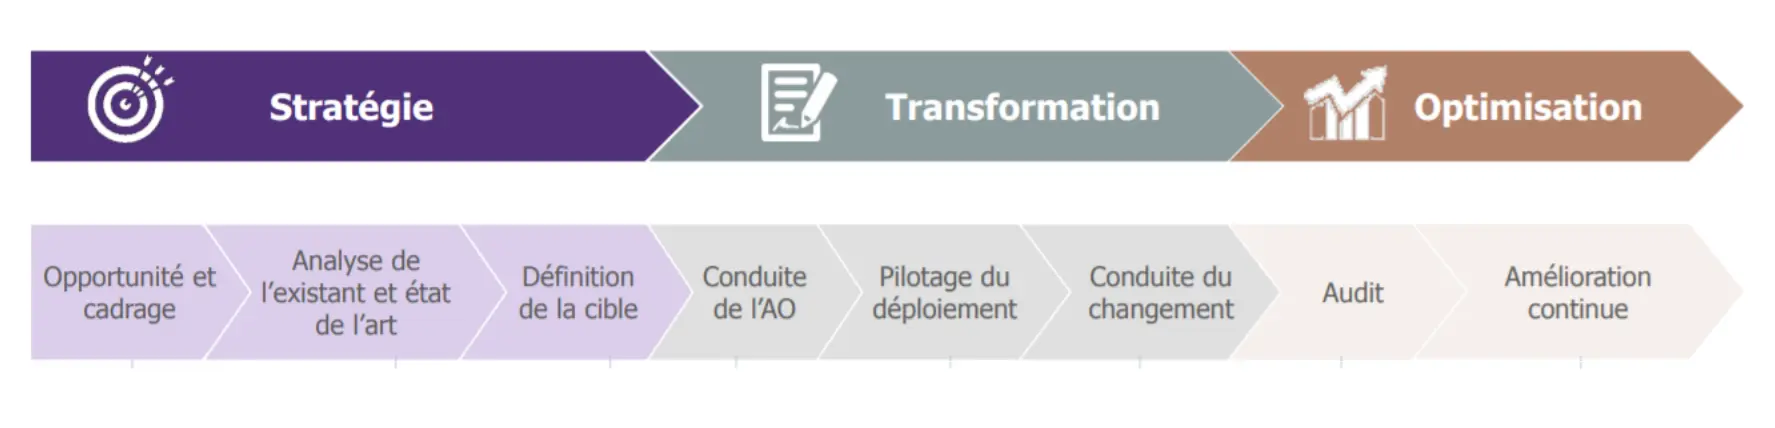 Stratégie
Transformation
Optimisation
Opportunité et
cadrage
Analyse de
l'existant et état
de l'art
Définition
de la cible
Conduite
de l'AO
Pilotage du
déploiement
Conduite du
changement
Audit
Amélioration
continue